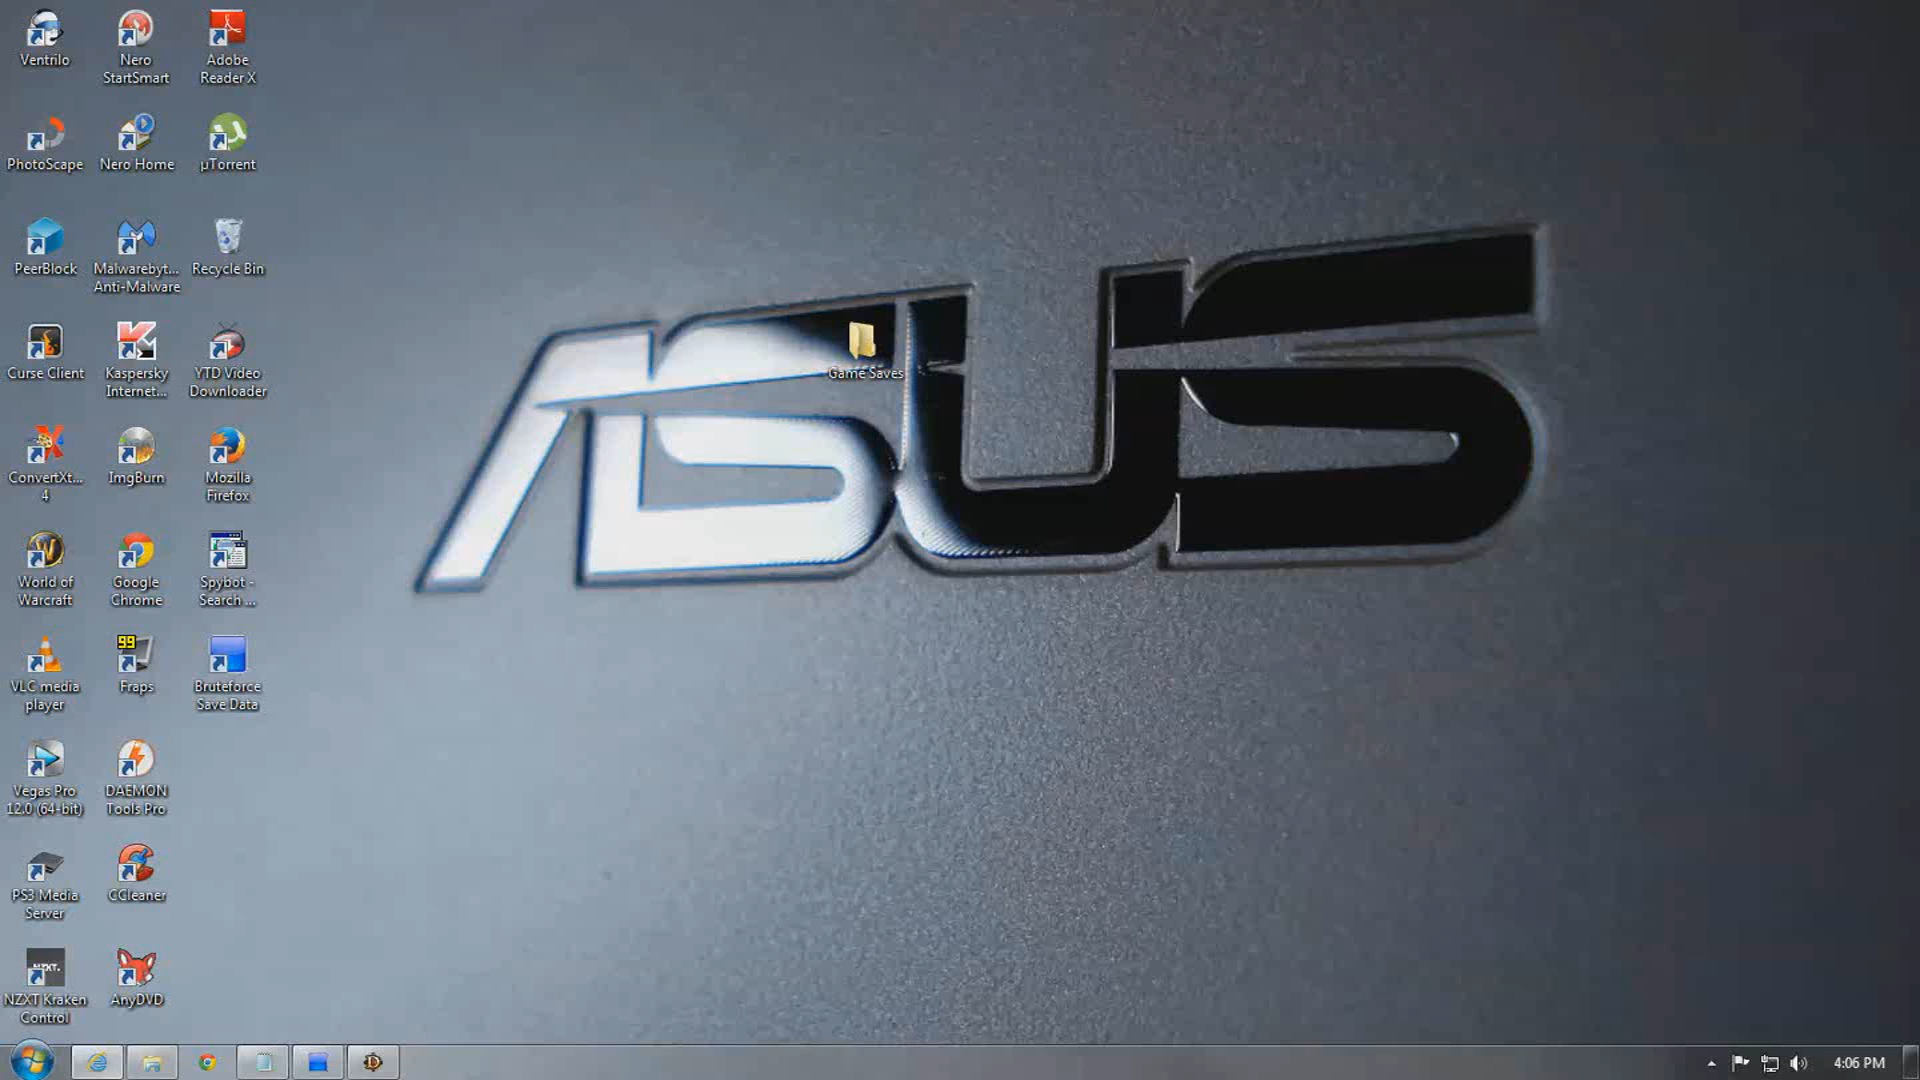 Ventrilo
Nero
StartSmart
Adobe
Reader X
PhotoScape
Nero Home
µTorrent
PeerBlock
Malwarebyt...
Anti-Malware
Recycle Bin
Curse Client
Kaspersky
Internet...
YTD Video
Downloader
Game Saves
ASUS
ConvertXt...
4
ImgBurn
Mozilla
Firefox
World of
Warcraft
Google
Chrome
Spybot -
Search ...
VLC media
player
99
Fraps
Bruteforce
Save Data
Vegas Pro
12.0 (64-bit)
DAEMON
Tools Pro
PS3 Media
Server
CCleaner
NZXT.
NZXT Kraken
Control
AnyDVD
4:06 PM